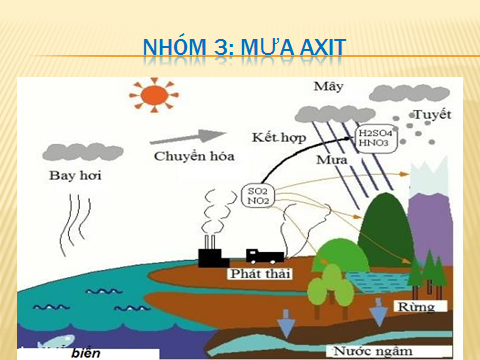 NHÓM 3: MƯA AXIT
Mây
Tuyết
Kết hợp
H2SO4
HNO3
Chuyển hóa
Mưa
Bay hơi
SO2
NO2
Phát thải
Rừng
Nước ngầm
biển